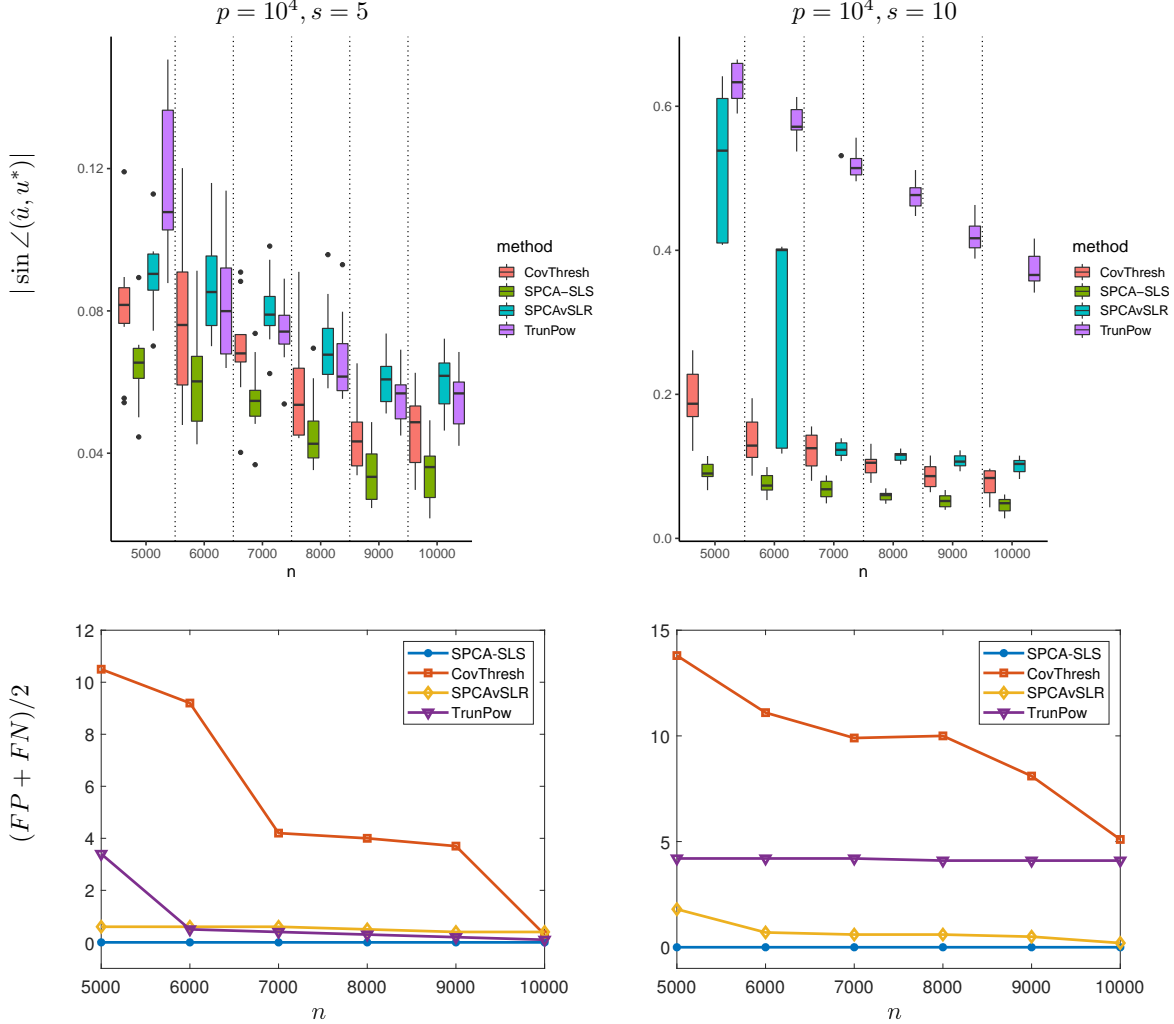 p = 10⁴, s = 5
p = 10⁴, s = 10
| sin ∠(û, u*)|
0.12
0.08
0.04
5000
6000
7000
8000
9000
10000
n
method
CovThresh
SPCA-SLS
SPCAvSLR
TrunPow
0.6
0.4
0.2
0.0
5000
6000
7000
8000
9000
10000
n
method
CovThresh
SPCA-SLS
SPCAvSLR
TrunPow
(FP + FN)/2
12
10
8
6
4
2
0
5000
6000
7000
8000
9000
10000
n
SPCA-SLS
CovThresh
SPCAvSLR
TrunPow
15
10
5
0
5000
6000
7000
8000
9000
10000
n
SPCA-SLS
CovThresh
SPCAvSLR
TrunPow